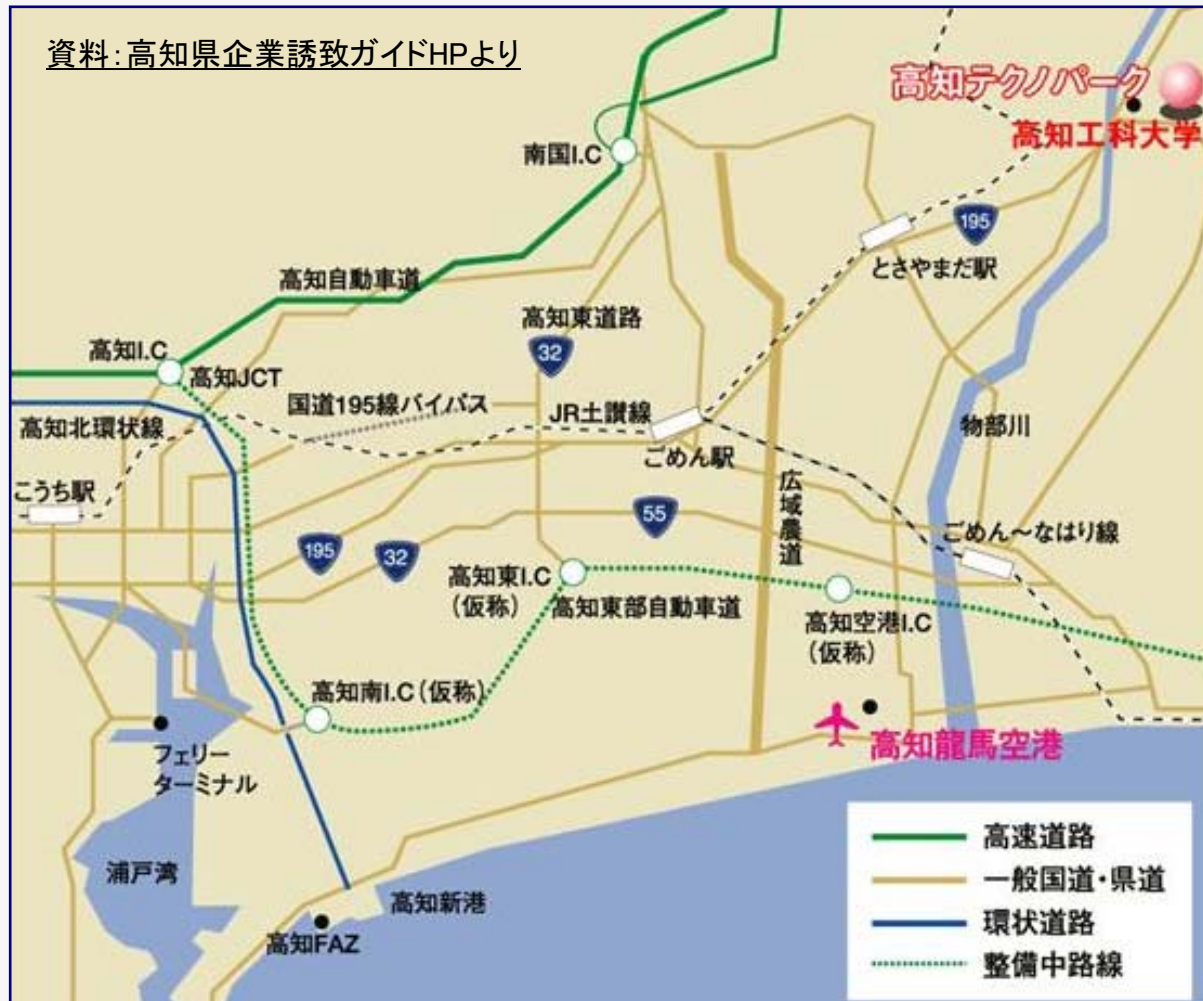 資料：高知県企業誘致ガイドHPより
高知テクノパーク
高知工科大学
南国I.C
195
とさやまだ駅
高知自動車道
高知東道路
32
高知I.C
高知JCT
国道195線バイパス
JR土讃線
高知北環状線
ごめん駅
物部川
こうち駅
広域農道
55
195
32
ごめん〜なはり線
高知東I.C
(仮称)
高知東部自動車道
高知空港I.C
(仮称)
高知南I.C(仮称)
フェリー
ターミナル
高知龍馬空港
浦戸湾
高知新港
高知FAZ
高速道路
一般国道・県道
環状道路
整備中路線